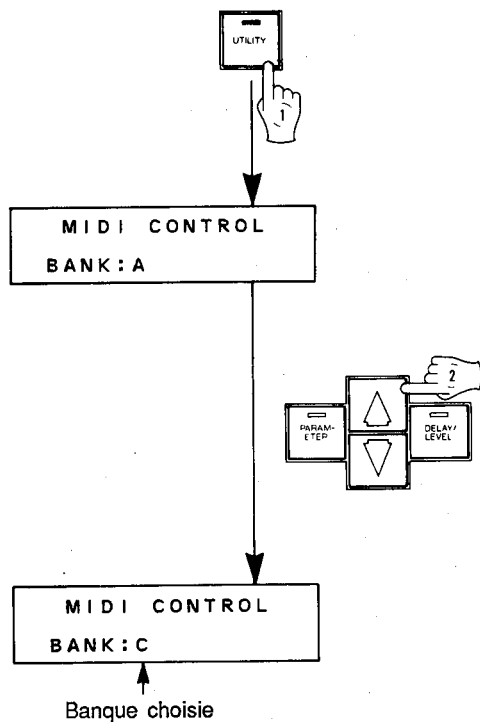 UTILITY
1
MIDI CONTROL
BANK:A
2
PARAM-
ETER
DELAY/
LEVEL
MIDI CONTROL
BANK:C
Banque choisie